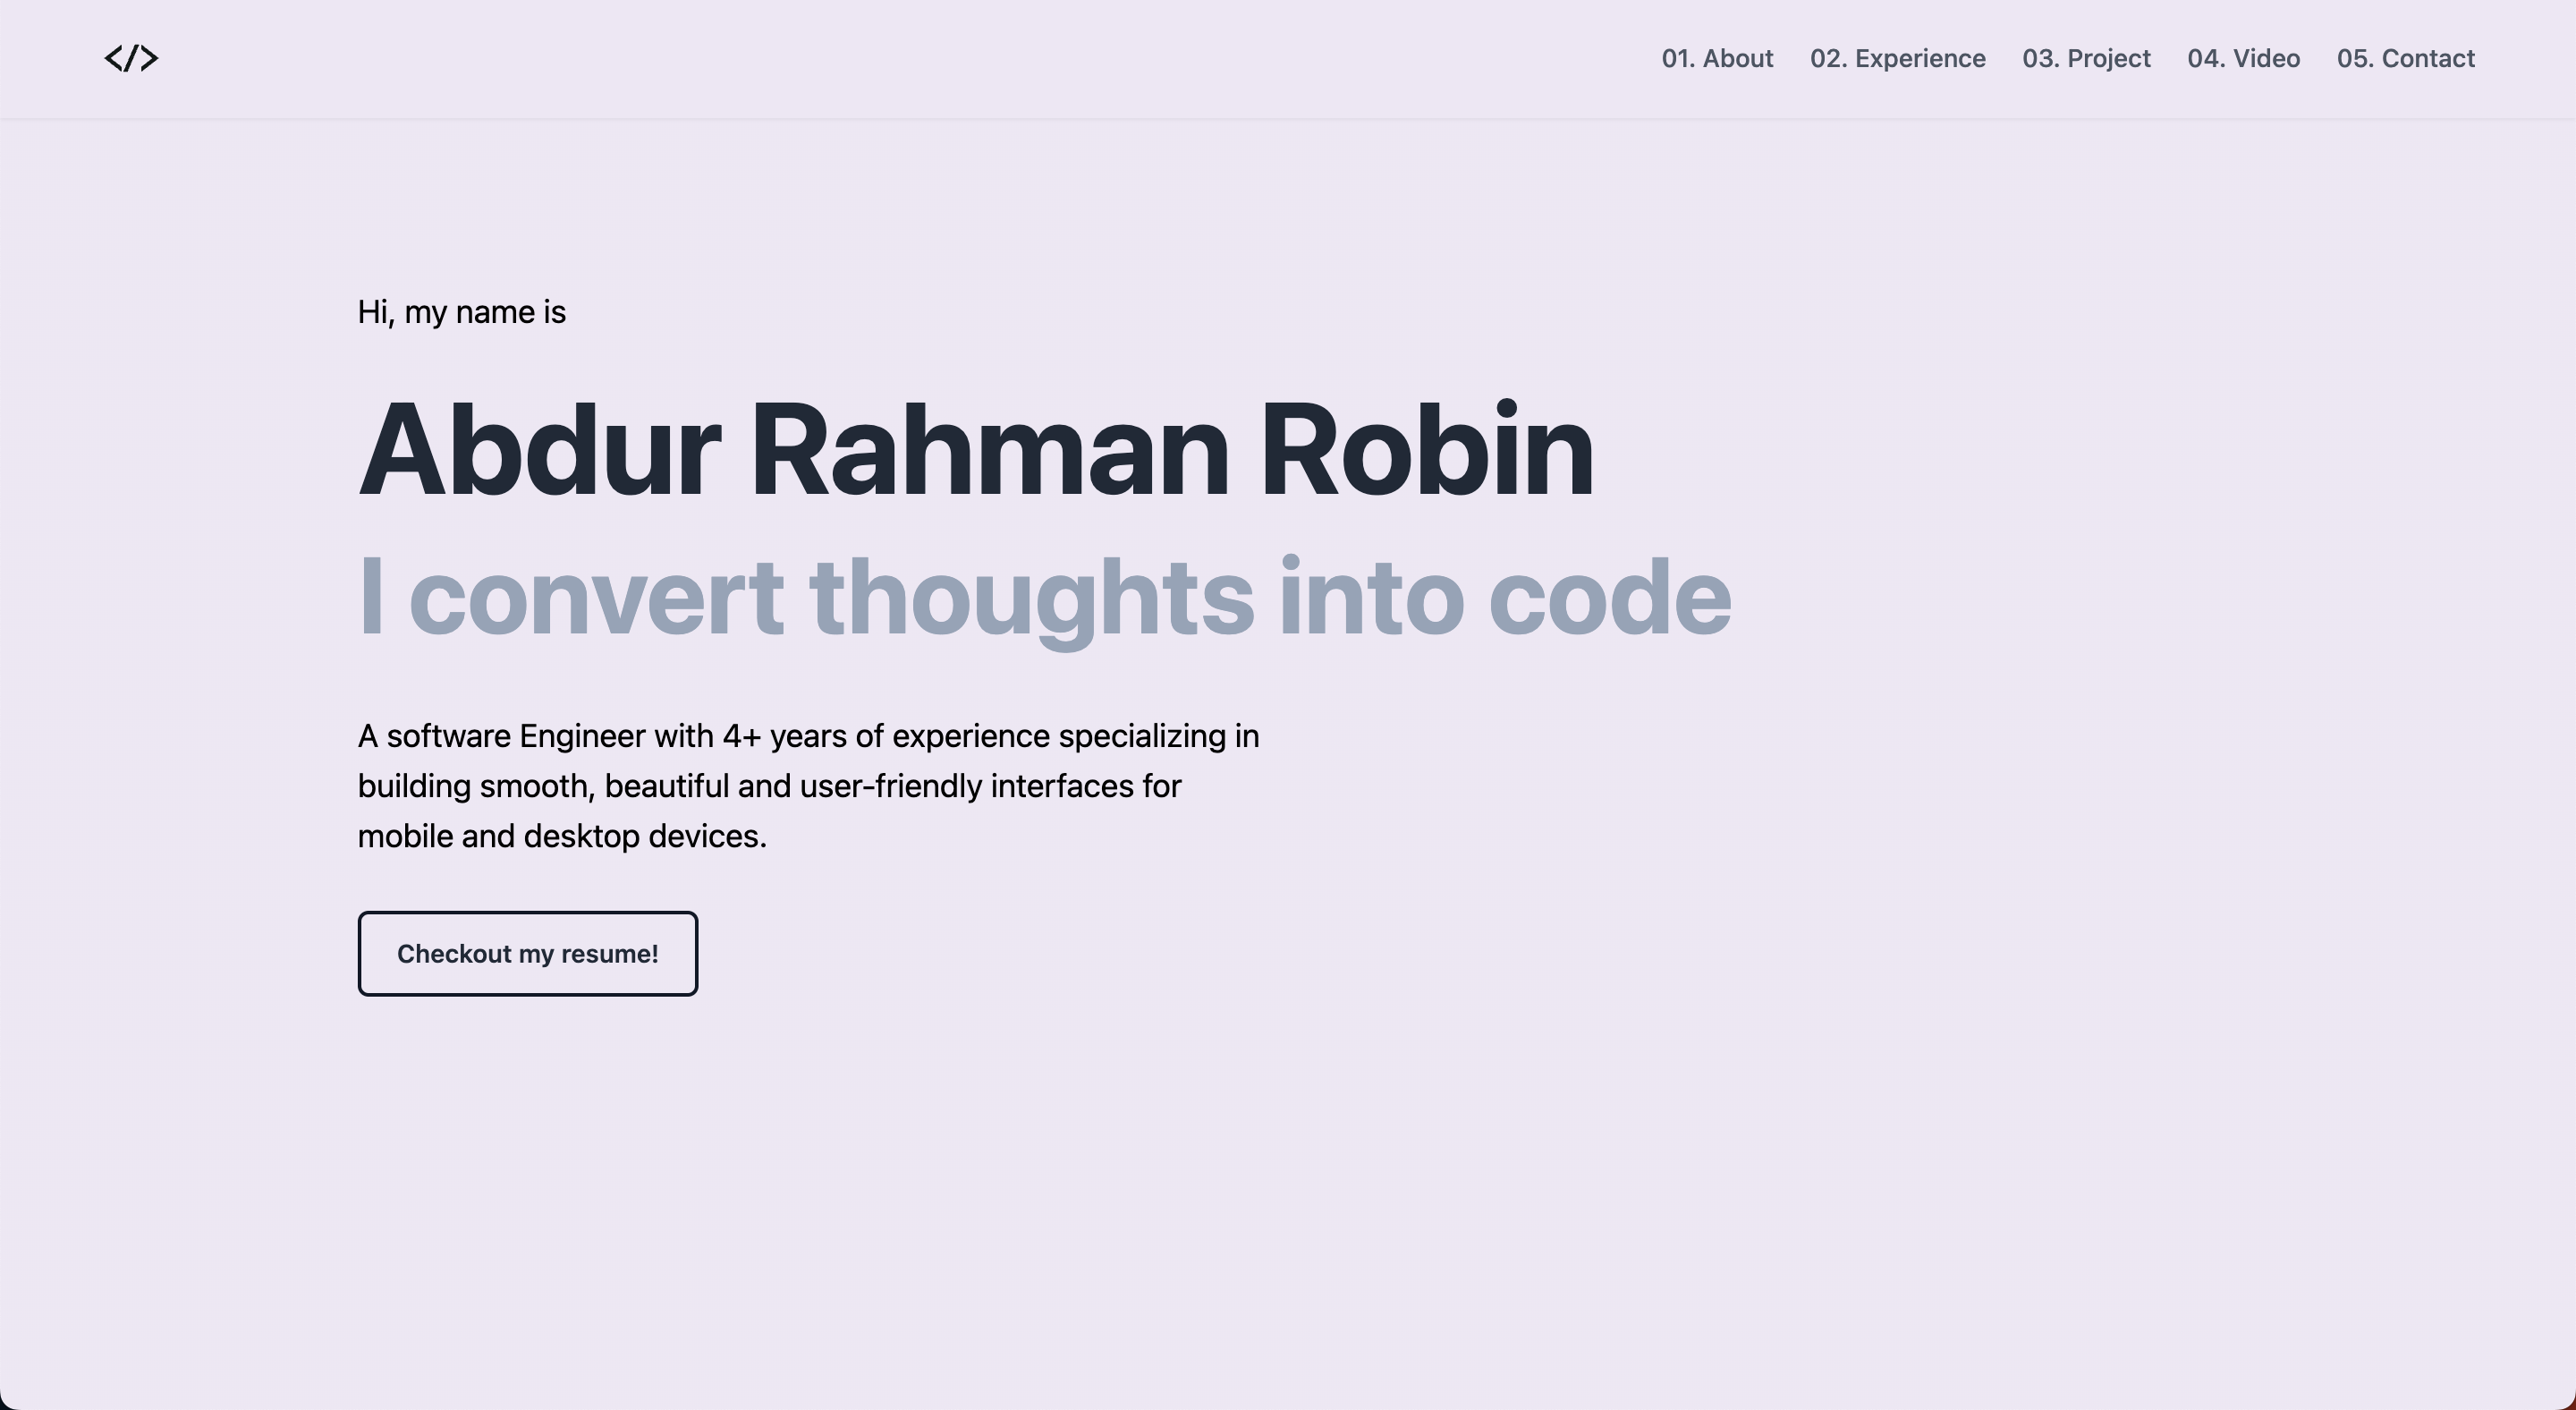 </>
01. About 02. Experience 03. Project 04. Video 05. Contact
Hi, my name is
Abdur Rahman Robin
I convert thoughts into code
A software Engineer with 4+ years of experience specializing in
building smooth, beautiful and user-friendly interfaces for
mobile and desktop devices.
Checkout my resume!